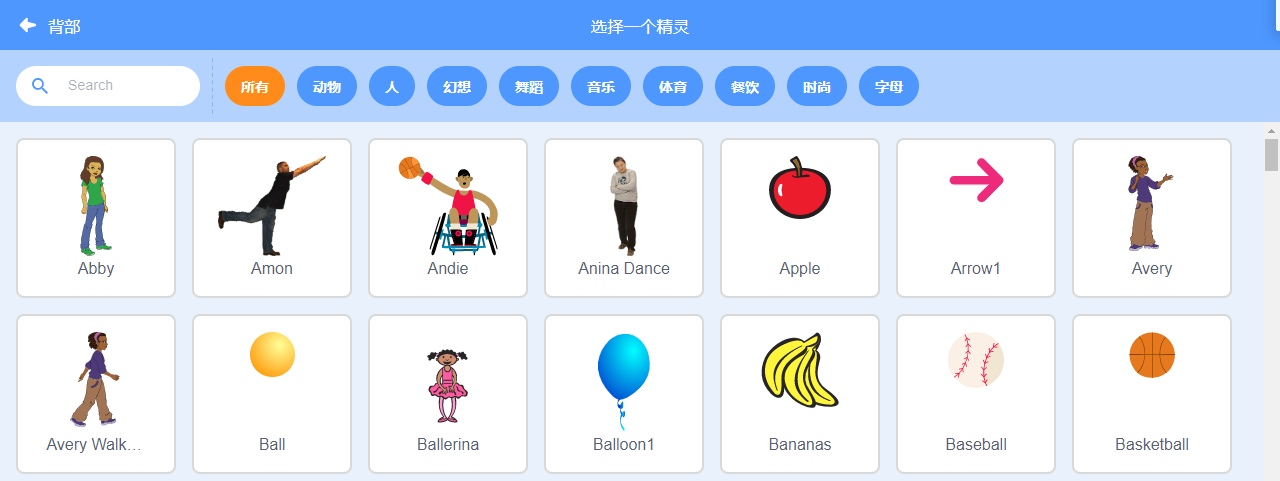 背部
选择一个精灵
Search
所有 动物 人 幻想 舞蹈 音乐 体育 餐饮 时尚 字母
Abby Amon Andie Anina Dance Apple Arrow1 Avery
Avery Walk... Ball Ballerina Balloon1 Bananas Baseball Basketball